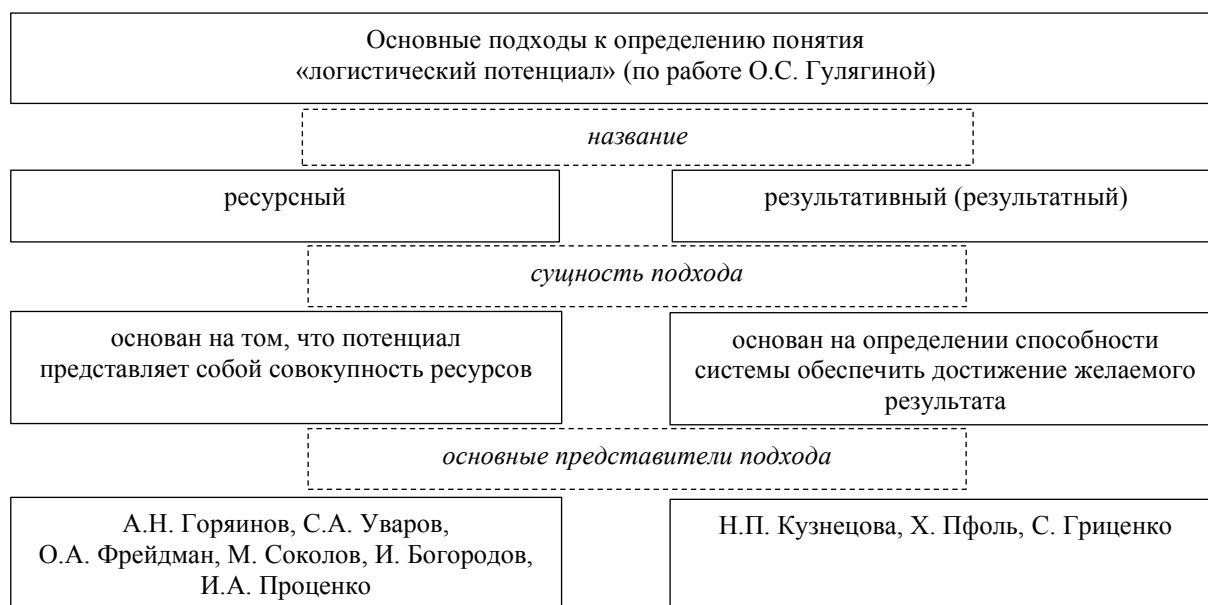 Основные подходы к определению понятия
«логистический потенциал» (по работе О.С. Гулягиной)
название
ресурсный
результативный (результатный)
сущность подхода
основан на том, что потенциал
представляет собой совокупность ресурсов
основан на определении способности
системы обеспечить достижение желаемого
результата
основные представители подхода
А.Н. Горяинов, С.А. Уваров,
О.А. Фрейдман, М. Соколов, И. Богородов,
И.А. Проценко
Н.П. Кузнецова, Х. Пфоль, С. Гриценко